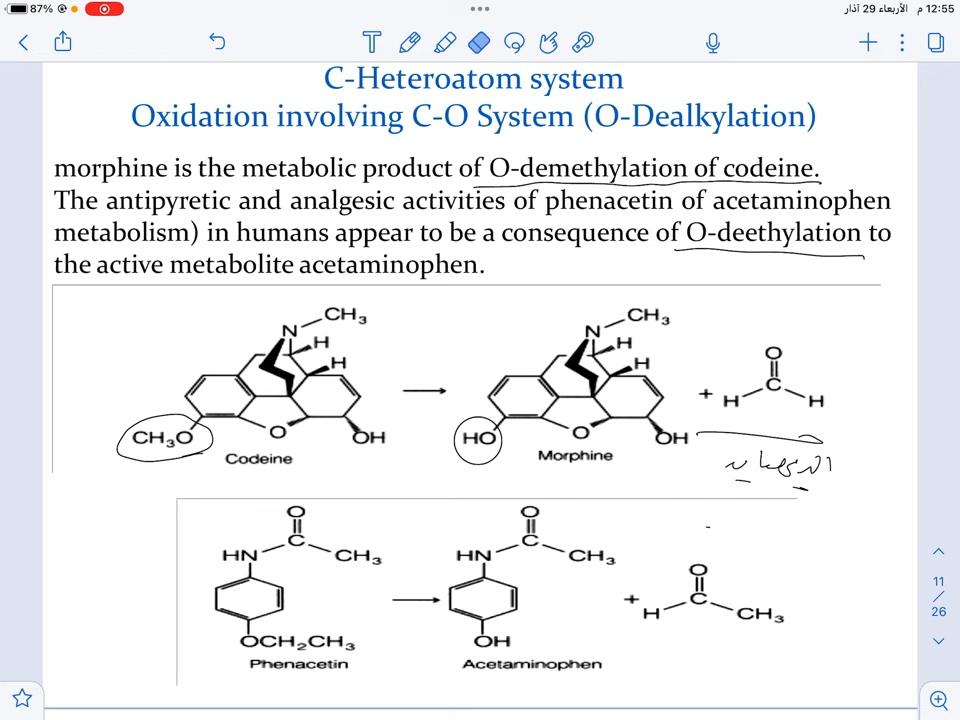 87%
12:55 م الأربعاء 29 آذار
C-Heteroatom system
Oxidation involving C-O System (O-Dealkylation)
morphine is the metabolic product of O-demethylation of codeine.
The antipyretic and analgesic activities of phenacetin of acetaminophen
metabolism) in humans appear to be a consequence of O-deethylation to
the active metabolite acetaminophen.
N CH₃ H H CH₃O O OH
Codeine
N CH₃ H H HO O OH
Morphine
+ O C H H
O C HN CH₃ OCH₂CH₃
Phenacetin
O C HN CH₃ OH
Acetaminophen
+ O C H CH₃
11
/
26